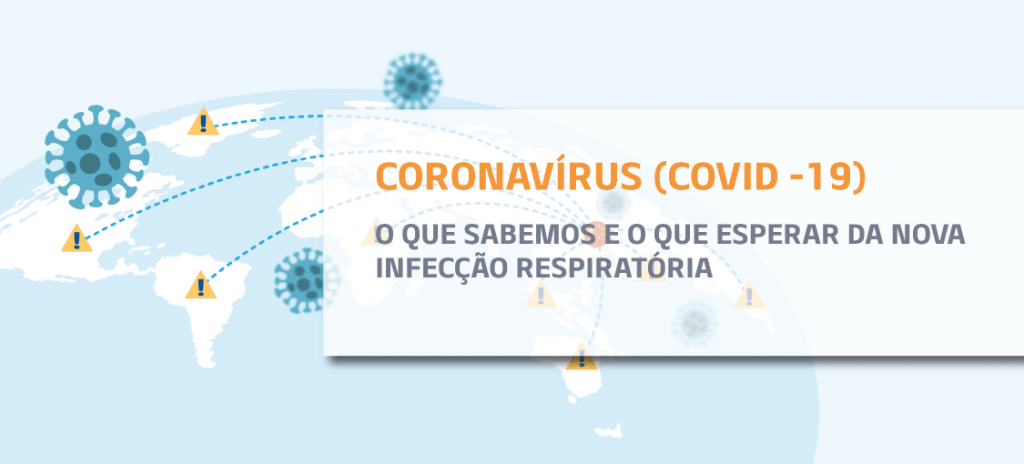 CORONAVÍRUS (COVID -19)
O QUE SABEMOS E O QUE ESPERAR DA NOVA
INFECÇÃO RESPIRATÓRIA